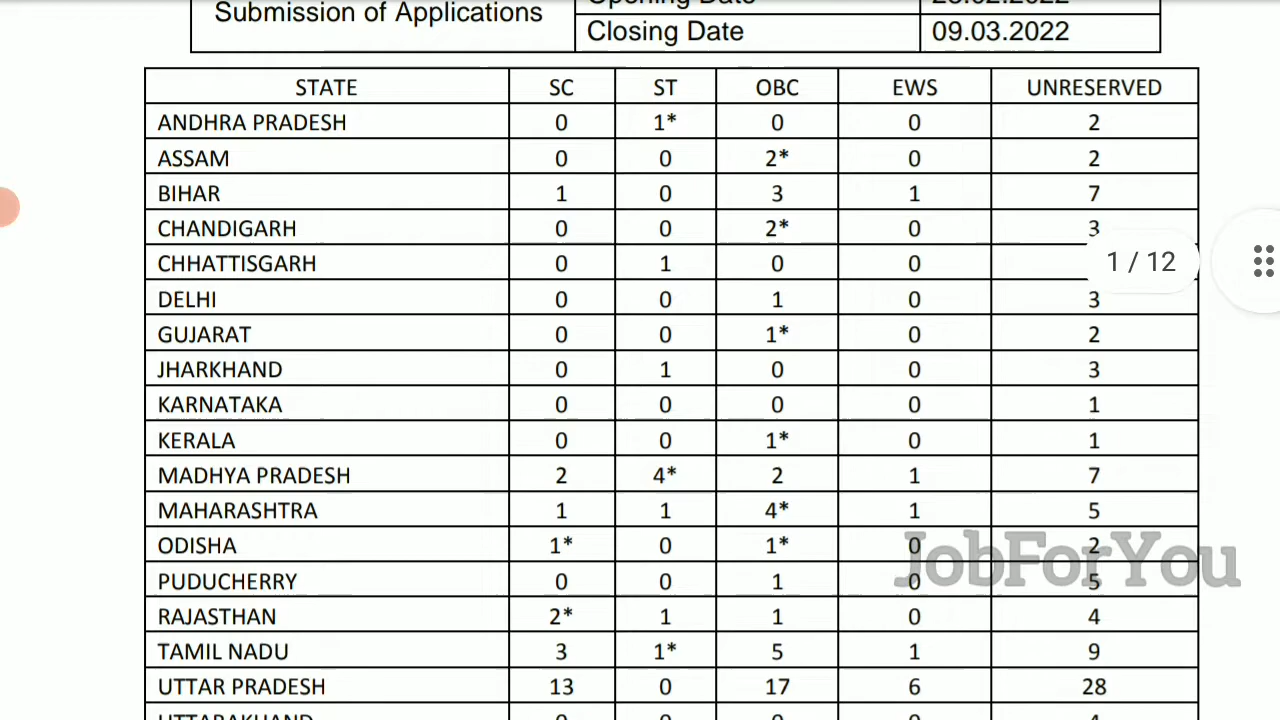 Submission of Applications
Opening Date
Closing Date 09.03.2022
STATE SC ST OBC EWS UNRESERVED
ANDHRA PRADESH 0 1* 0 0 2
ASSAM 0 0 2* 0 2
BIHAR 1 0 3 1 7
CHANDIGARH 0 0 2* 0 3
CHHATTISGARH 0 1 0 0
1 / 12
DELHI 0 0 1 0 3
GUJARAT 0 0 1* 0 2
JHARKHAND 0 1 0 0 3
KARNATAKA 0 0 0 0 1
KERALA 0 0 1* 0 1
MADHYA PRADESH 2 4* 2 1 7
MAHARASHTRA 1 1 4* 1 5
ODISHA 1* 0 1* 0 2
JobForYou
PUDUCHERRY 0 0 1 0 5
RAJASTHAN 2* 1 1 0 4
TAMIL NADU 3 1* 5 1 9
UTTAR PRADESH 13 0 17 6 28
UTTARAKHAND